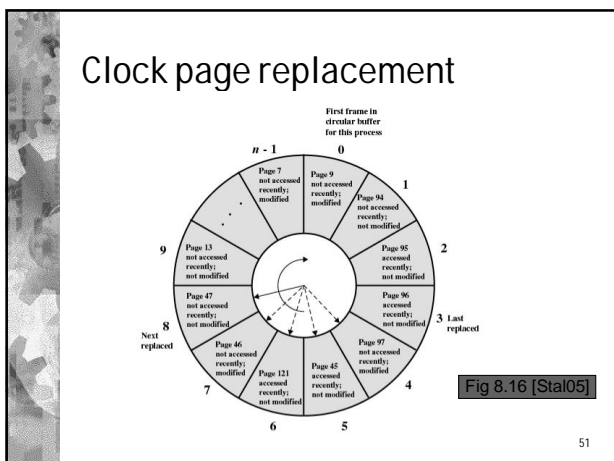 Clock page replacement
First frame in
circular buffer
for this process
n - 1
0
Page 7
not accessed
recently;
modified
Page 9
not accessed
recently;
modified
1
Page 94
not accessed
recently;
not modified
2
Page 95
accessed
recently;
not modified
3 Last
replaced
Page 96
accessed
recently;
not modified
4
Page 97
not accessed
recently;
modified
5
Page 45
accessed
recently;
not modified
6
Page 121
accessed
recently;
not modified
7
Page 46
not accessed
recently;
modified
8
Next
replaced
Page 47
not accessed
recently;
not modified
9
Page 13
not accessed
recently;
not modified
. . .
Fig 8.16 [Stal05]
51